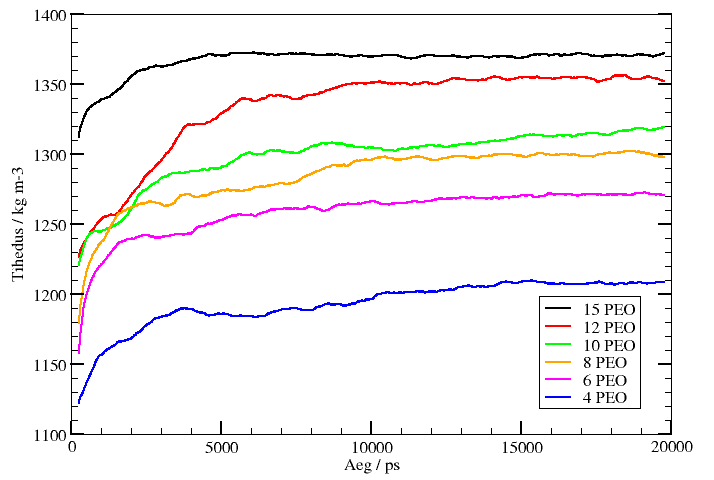 1400
1350
1300
1250
1200
1150
1100
Tihedus / kg m-3
15 PEO
12 PEO
10 PEO
8 PEO
6 PEO
4 PEO
0
5000
10000
15000
20000
Aeg / ps